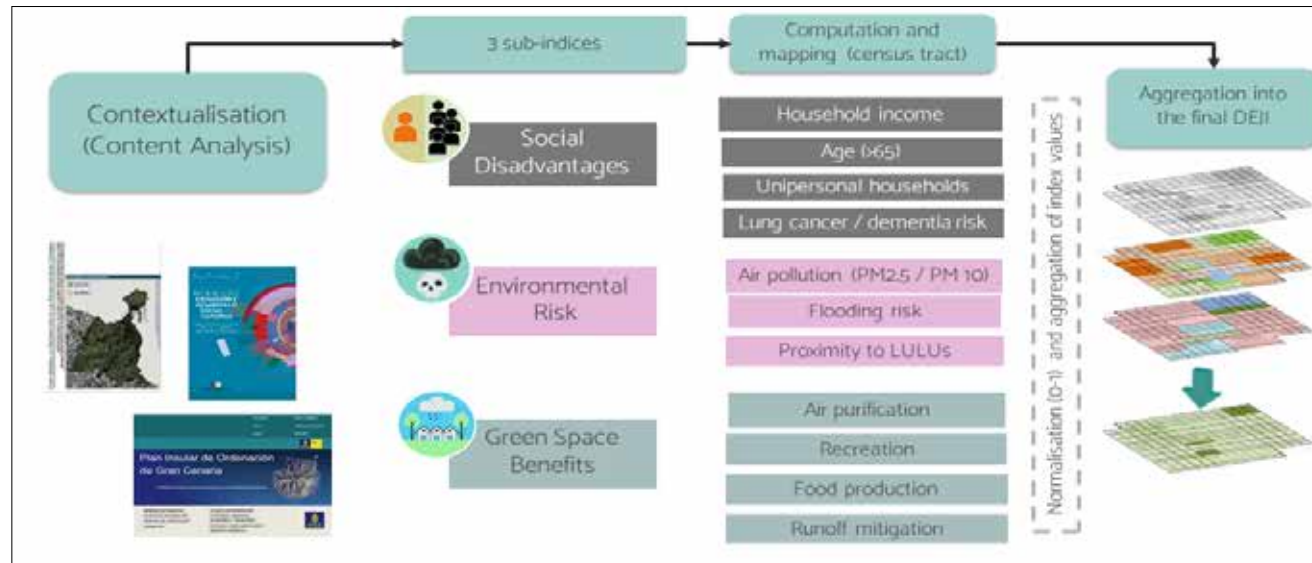 Contextualisation
(Content Analysis)
3 sub-indices
Computation and
mapping (census tract)
Aggregation into
the final DEJI
Social
Disadvantages
Environmental
Risk
Green Space
Benefits
Household income
Age (>65)
Unipersonal households
Lung cancer / dementia risk
Air pollution (PM2.5 / PM 10)
Flooding risk
Proximity to LULUs
Air purification
Recreation
Food production
Runoff mitigation
Normalisation (0-1) and aggregation of index values
Plan Insular de Ordenación
de Gran Canaria